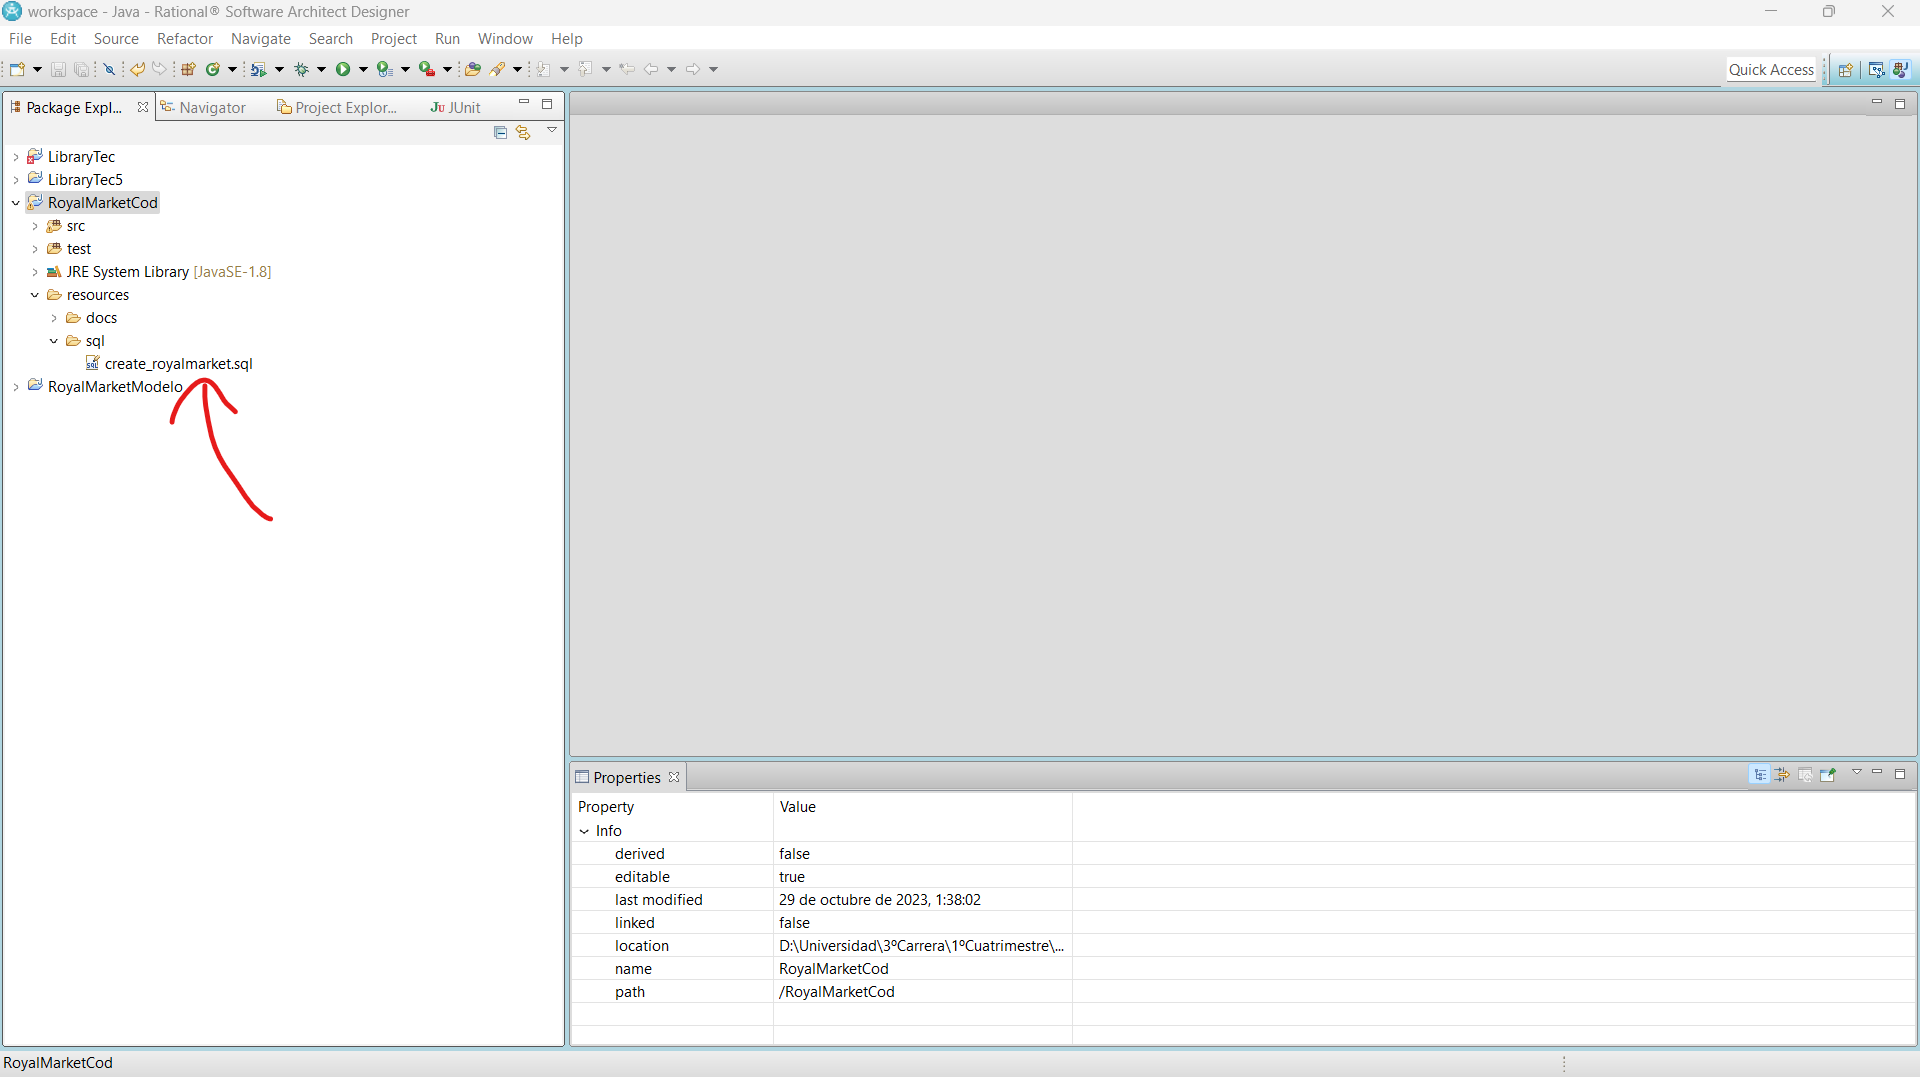 workspace - Java - Rational® Software Architect Designer
File Edit Source Refactor Navigate Search Project Run Window Help
Quick Access
Package Expl... Navigator Project Explor... JU JUnit
LibraryTec
LibraryTec5
RoyalMarketCod
src
test
JRE System Library [JavaSE-1.8]
resources
docs
sql
create_royalmarket.sql
RoyalMarketModelo
Properties
Property Value
Info
derived false
editable true
last modified 29 de octubre de 2023, 1:38:02
linked false
location D:\Universidad\3ºCarrera\1ºCuatrimestre\...
name RoyalMarketCod
path /RoyalMarketCod
RoyalMarketCod